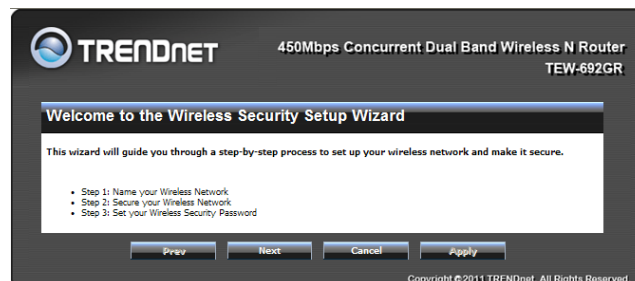 TRENDNET
450Mbps Concurrent Dual Band Wireless N Router
TEW-692GR
Welcome to the Wireless Security Setup Wizard
This wizard will guide you through a step-by-step process to set up your wireless network and make it secure.
• Step 1: Name your Wireless Network
• Step 2: Secure your Wireless Network
• Step 3: Set your Wireless Security Password
Prev Next Cancel Apply
Copyright © 2011 TRENDnet. All Rights Reserved.